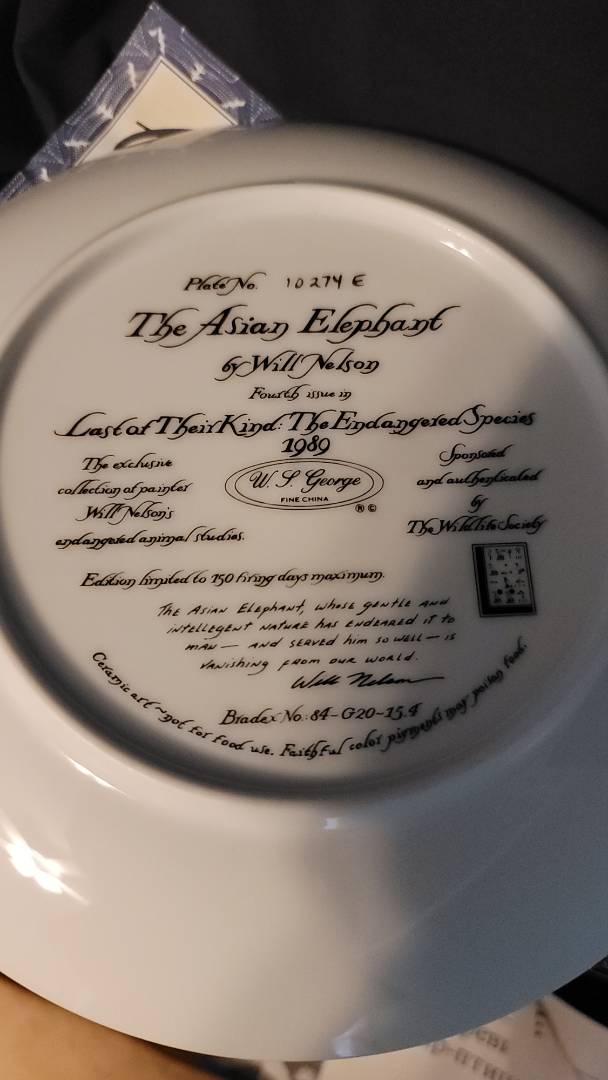 Plate No. 10274 E
The Asian Elephant
by Will Nelson
Fourth issue in
Last of Their Kind: The Endangered Species
1989
The exclusive
collection of painter
Will Nelson's
endangered animal studies.
W. S. George
FINE CHINA
®©
Sponsored
and authenticated
by
The Wildlife Society
Edition limited to 150 firing days maximum.
The Asian Elephant, whose gentle and
intellegent nature has endeared it to
man — and served him so well — is
vanishing from our world.
Will Nelson
Bradex No.: 84-G20-15.4
Ceramic art ~ not for food use. Faithful color pigments may poison food.